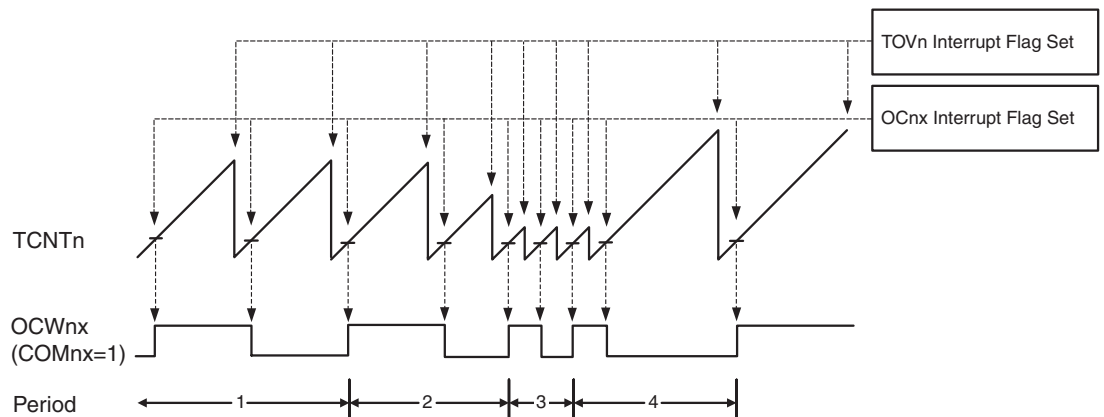 TOVn Interrupt Flag Set
OCnx Interrupt Flag Set
TCNTn
OCWnx
(COMnx=1)
Period
1
2
3
4